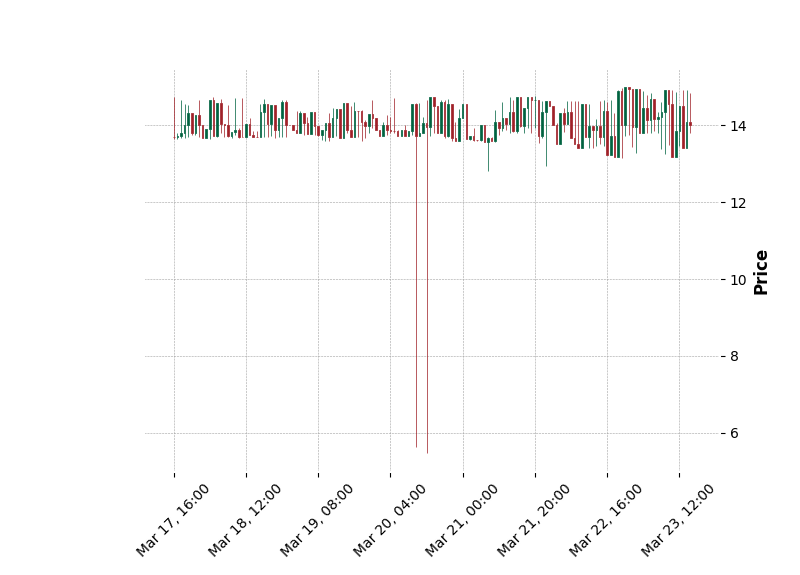 14
12
10
8
6
Price
Mar 17, 16:00
Mar 18, 12:00
Mar 19, 08:00
Mar 20, 04:00
Mar 21, 00:00
Mar 21, 20:00
Mar 22, 16:00
Mar 23, 12:00